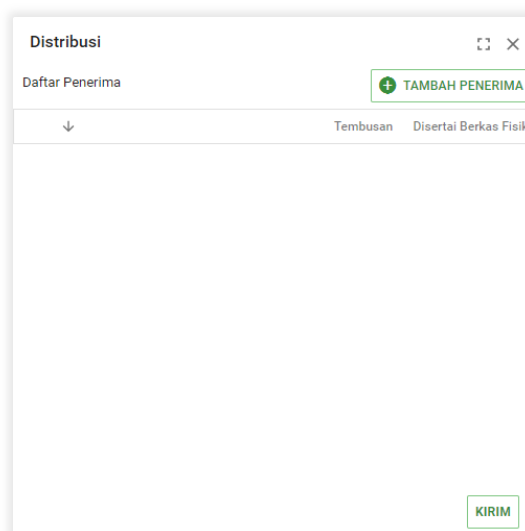 Distribusi
Daftar Penerima
TAMBAH PENERIMA
Tembusan Disertai Berkas Fisik
KIRIM